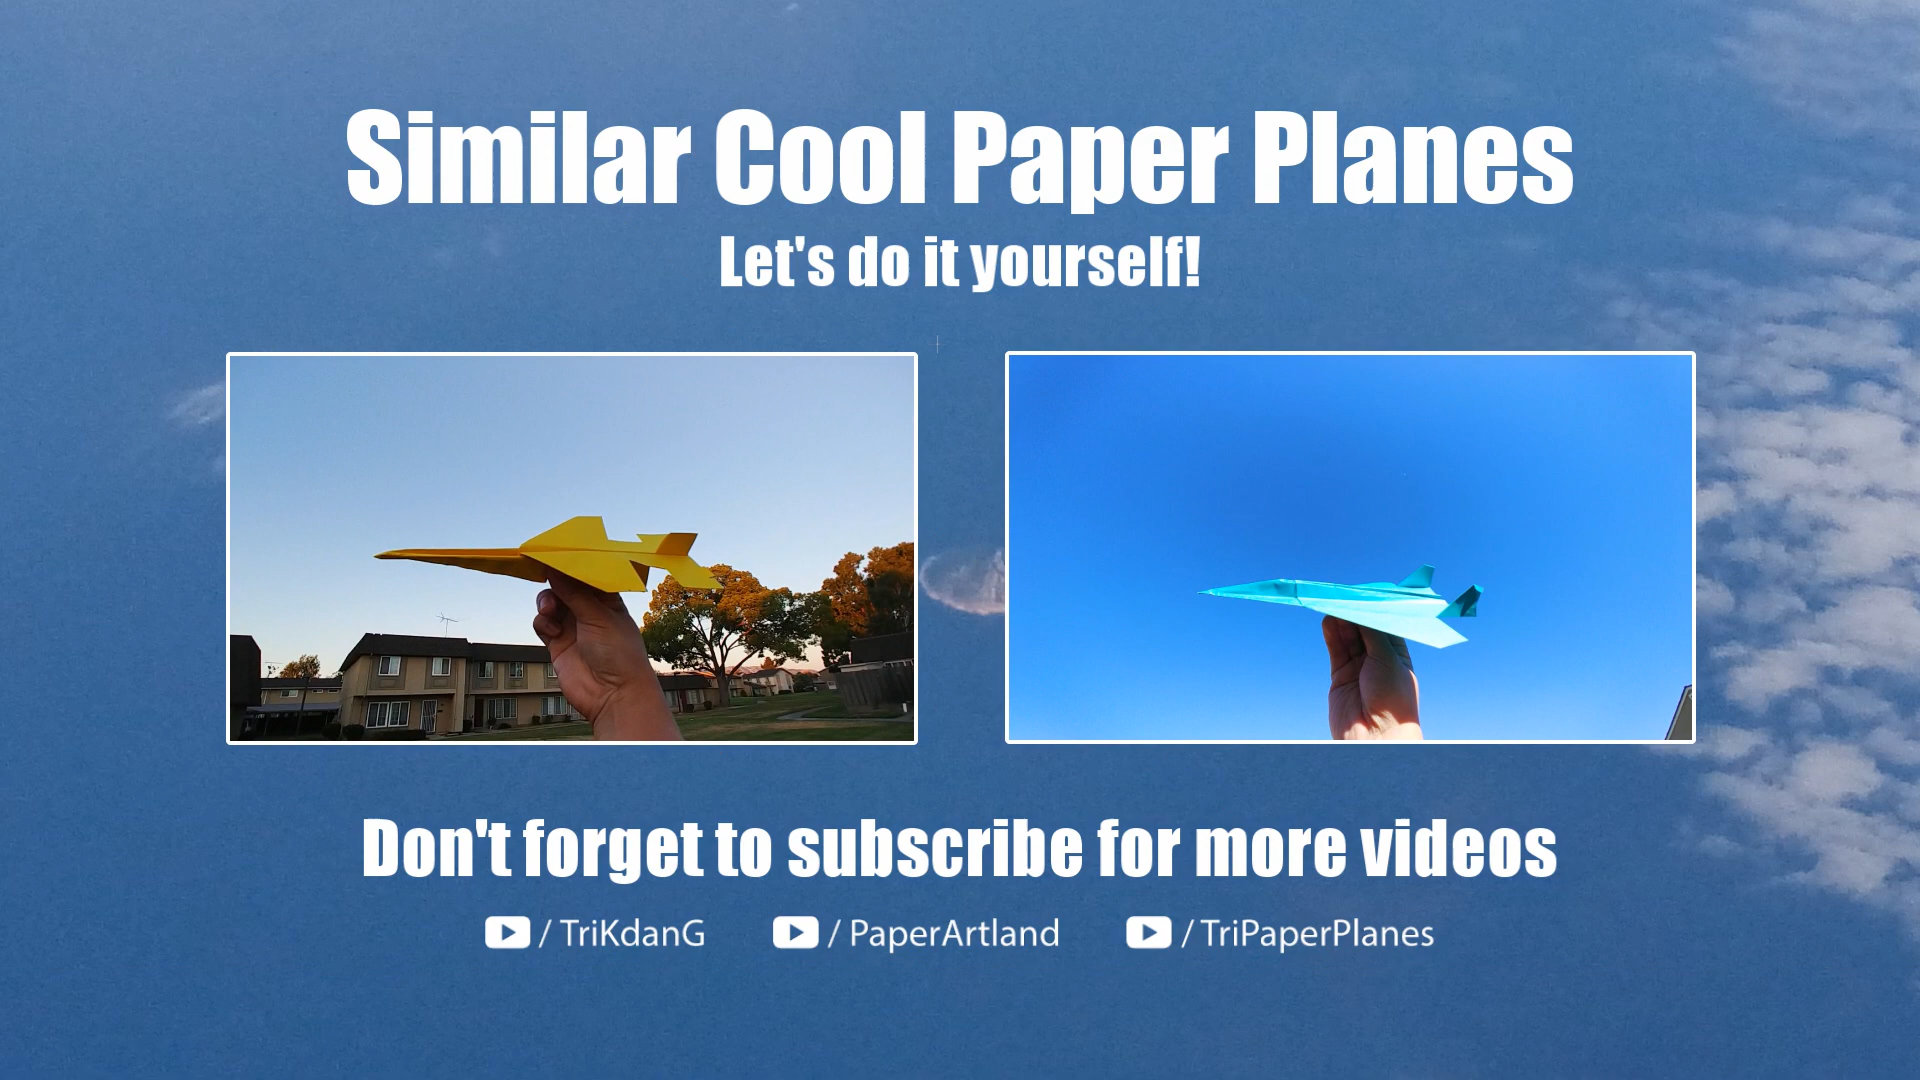 Similar Cool Paper Planes
Let's do it yourself!
Don't forget to subscribe for more videos
/ TriKdanG / PaperArtland / TriPaperPlanes